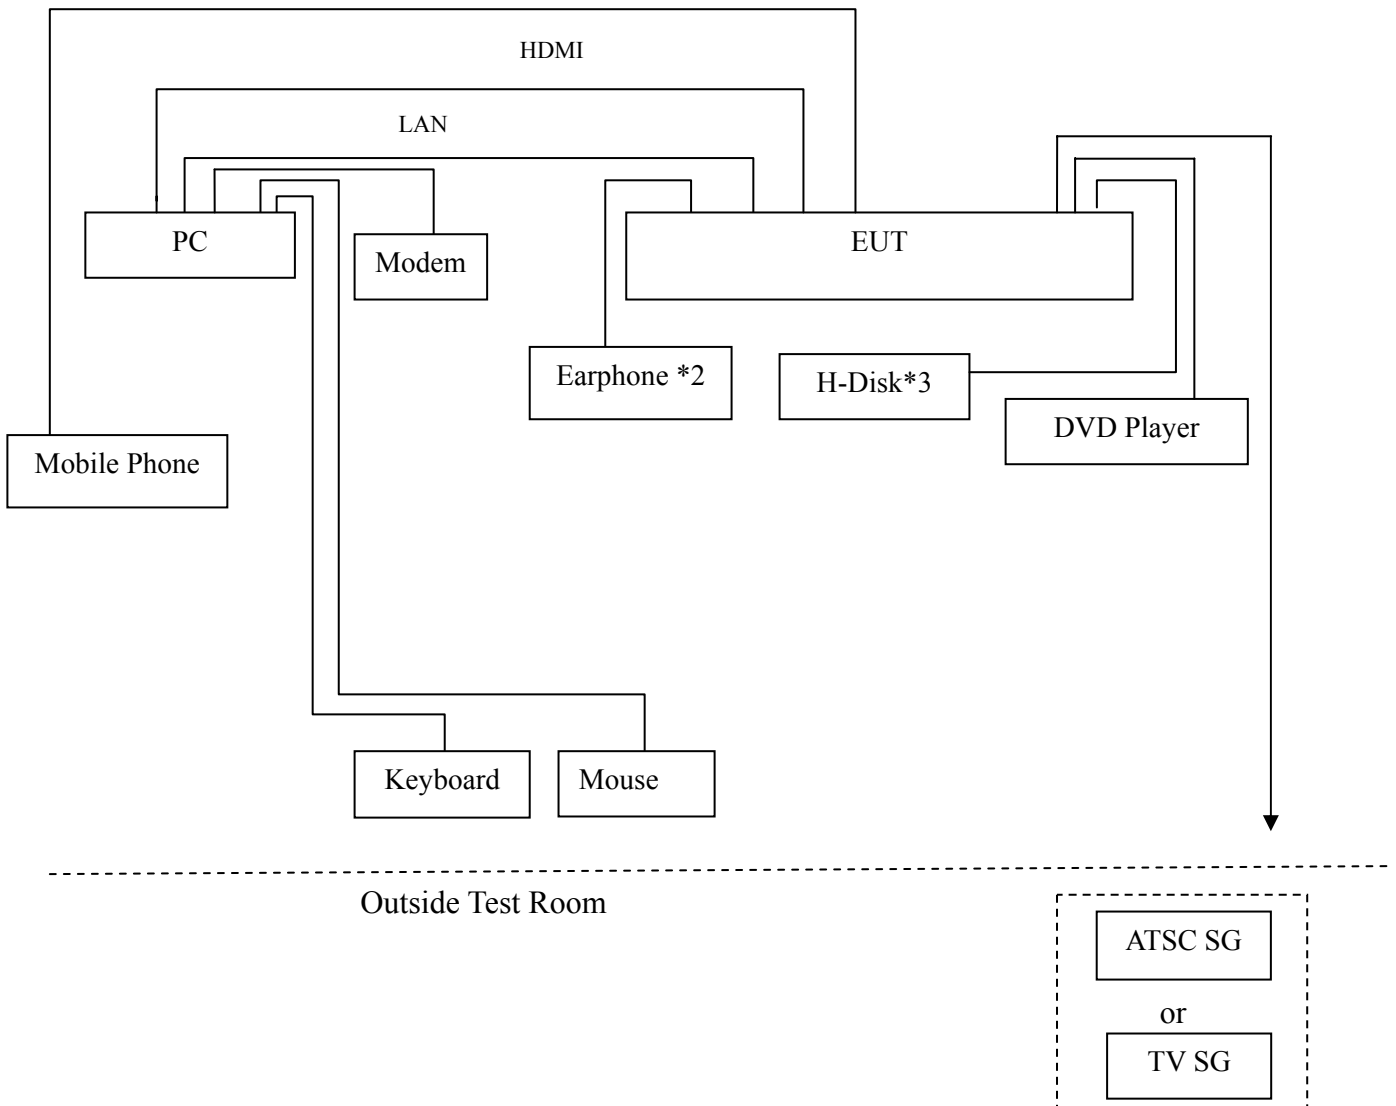 HDMI
LAN
PC
Modem
EUT
Earphone *2
H-Disk*3
DVD Player
Mobile Phone
Keyboard
Mouse
Outside Test Room
ATSC SG
or
TV SG